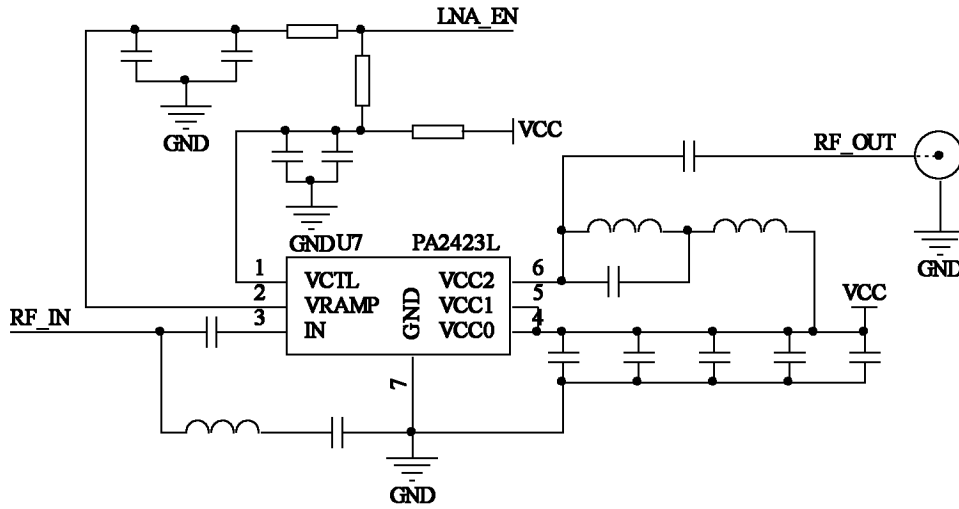 LNA_EN
GND
VCC
RF_OUT
GND
U7
PA2423L
GND
1
VCTL
VCC2
6
2
VRAMP
GND
VCC1
5
VCC
RF_IN
3
IN
VCC0
4
7
GND